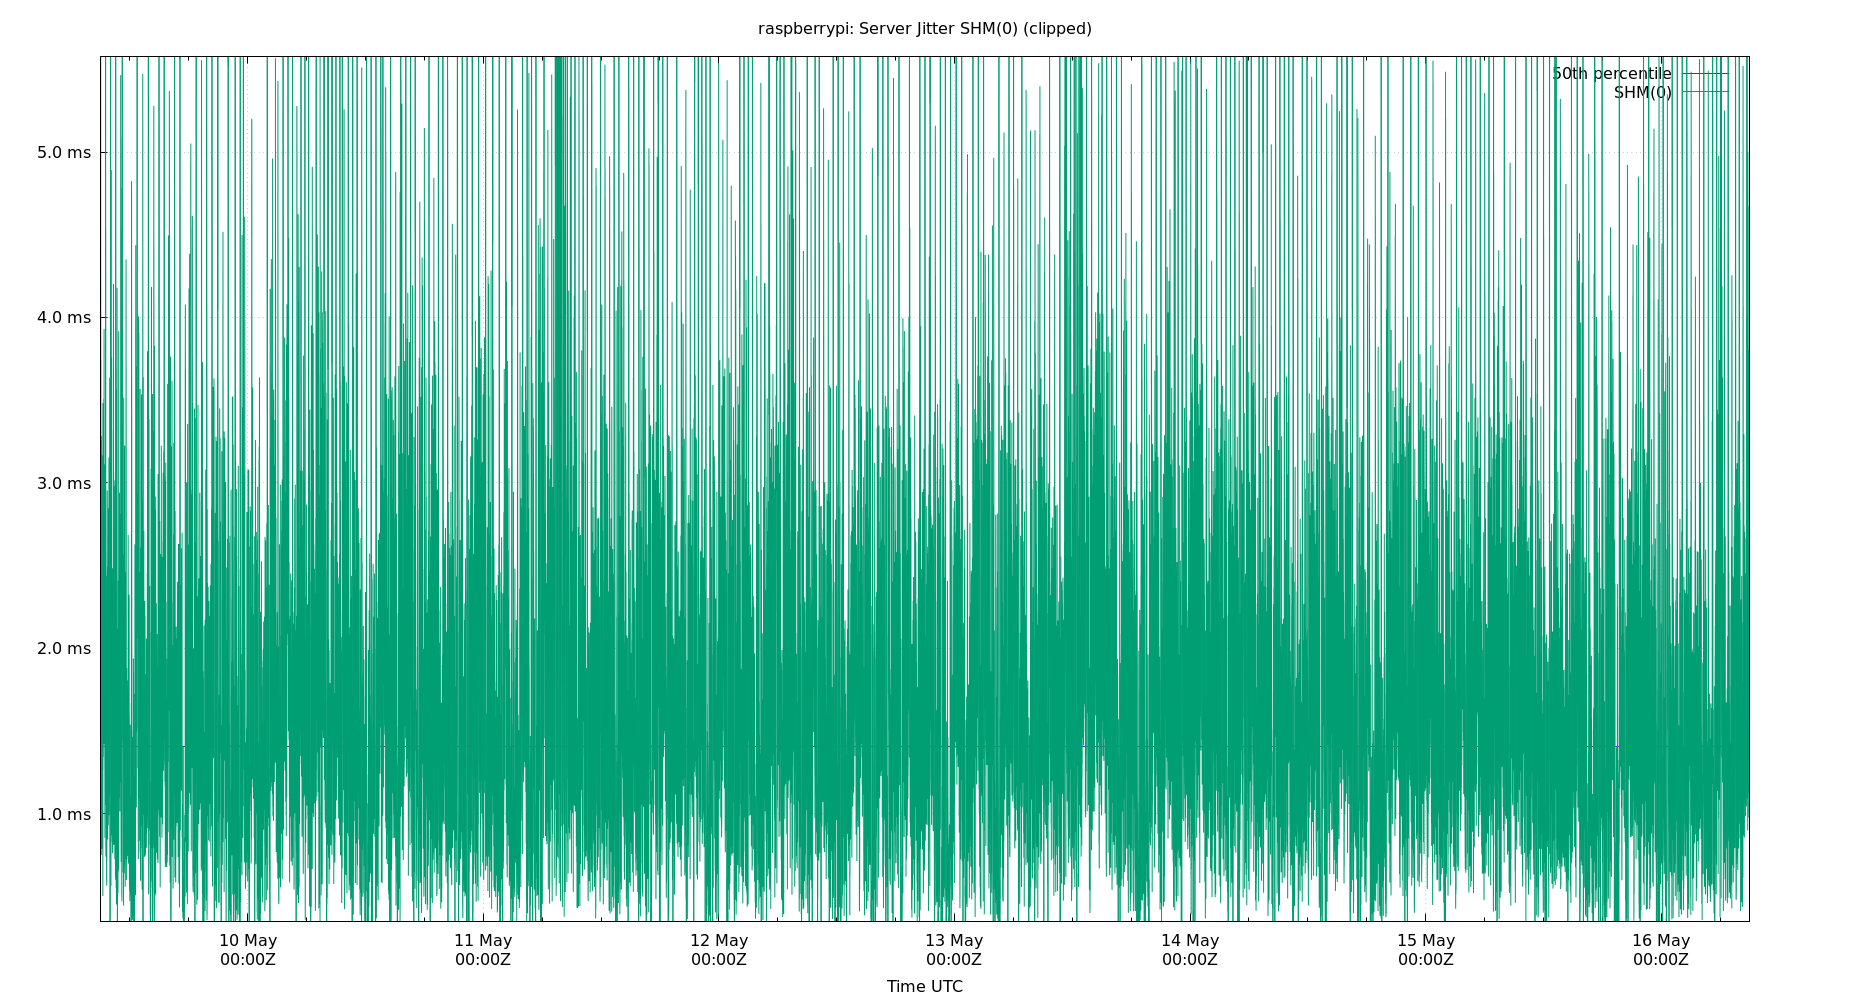 raspberrypi: Server Jitter SHM(0) (clipped)
50th percentile
SHM(0)
5.0 ms
4.0 ms
3.0 ms
2.0 ms
1.0 ms
10 May 11 May 12 May 13 May 14 May 15 May 16 May
00:00Z 00:00Z 00:00Z 00:00Z 00:00Z 00:00Z 00:00Z
Time UTC